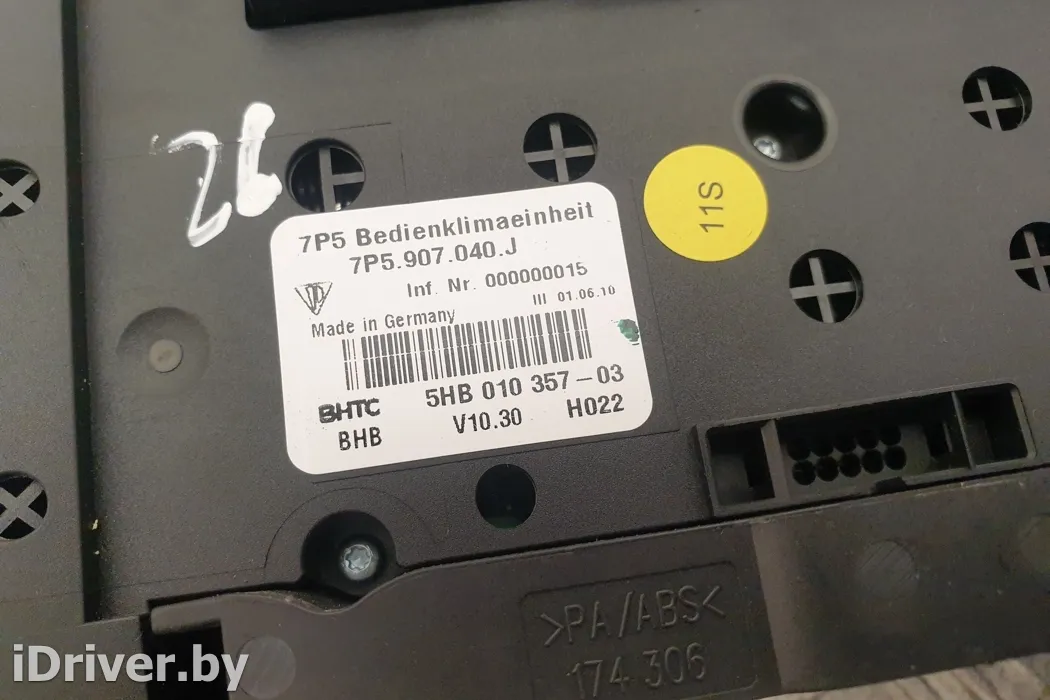 26
7P5 Bedienklimaeinheit
7P5.907.040.J
Inf. Nr. 000000015
III 01.06.10
Made in Germany
BHTC 5HB 010 357-03
BHB V10.30 H022
11S
>PA/ABS<
174 306
iDriver.by